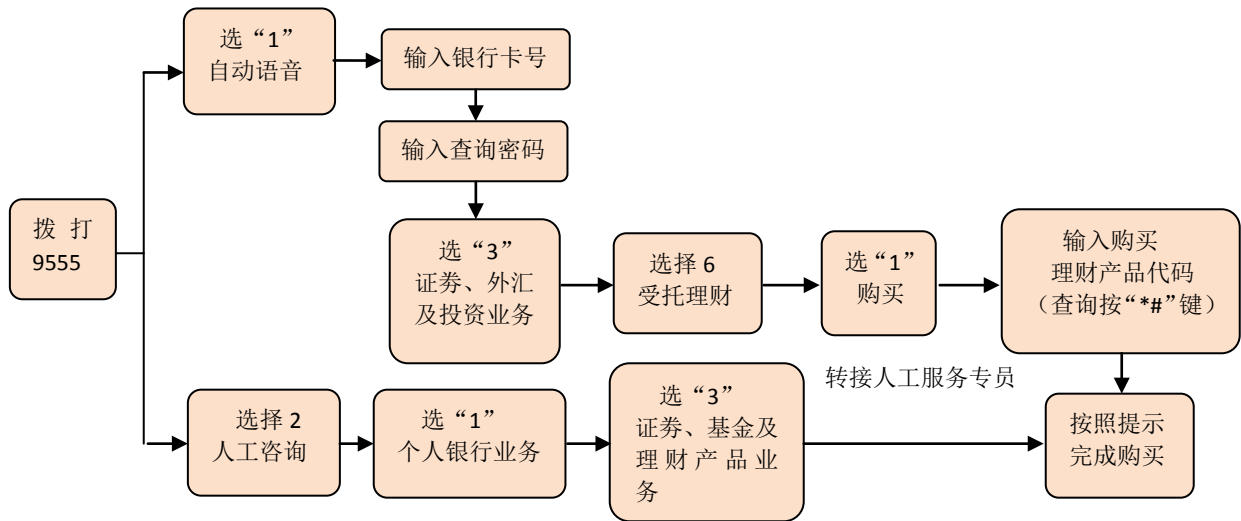 选“1”
自动语音
输入银行卡号
输入查询密码
拨 打
9555
选“3”
证券、外汇
及投资业务
选择 6
受托理财
选“1”
购买
输入购买
理财产品代码
（查询按“*#”键）
转接人工服务专员
选择 2
人工咨询
选“1”
个人银行业务
选“3”
证券、基金及
理财产品业
务
按照提示
完成购买